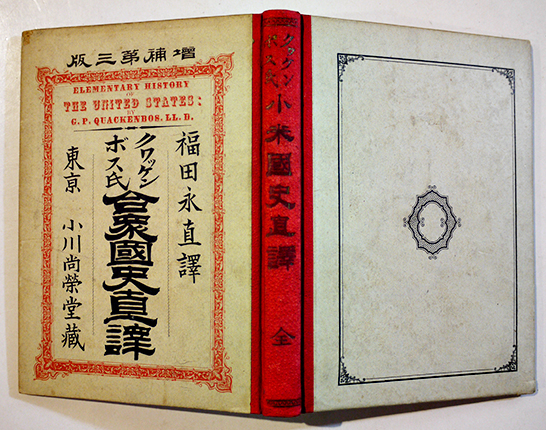 増補第三版
ELEMENTARY HISTORY
OF
THE UNITED STATES:
BY
G. P. QUACKENBOS. LL. D.
福田永直譯
クワッケン
ボス氏
合衆國史直譯
東京 小川尚榮堂藏
クワッケン
ボス氏
小米國史直譯
全